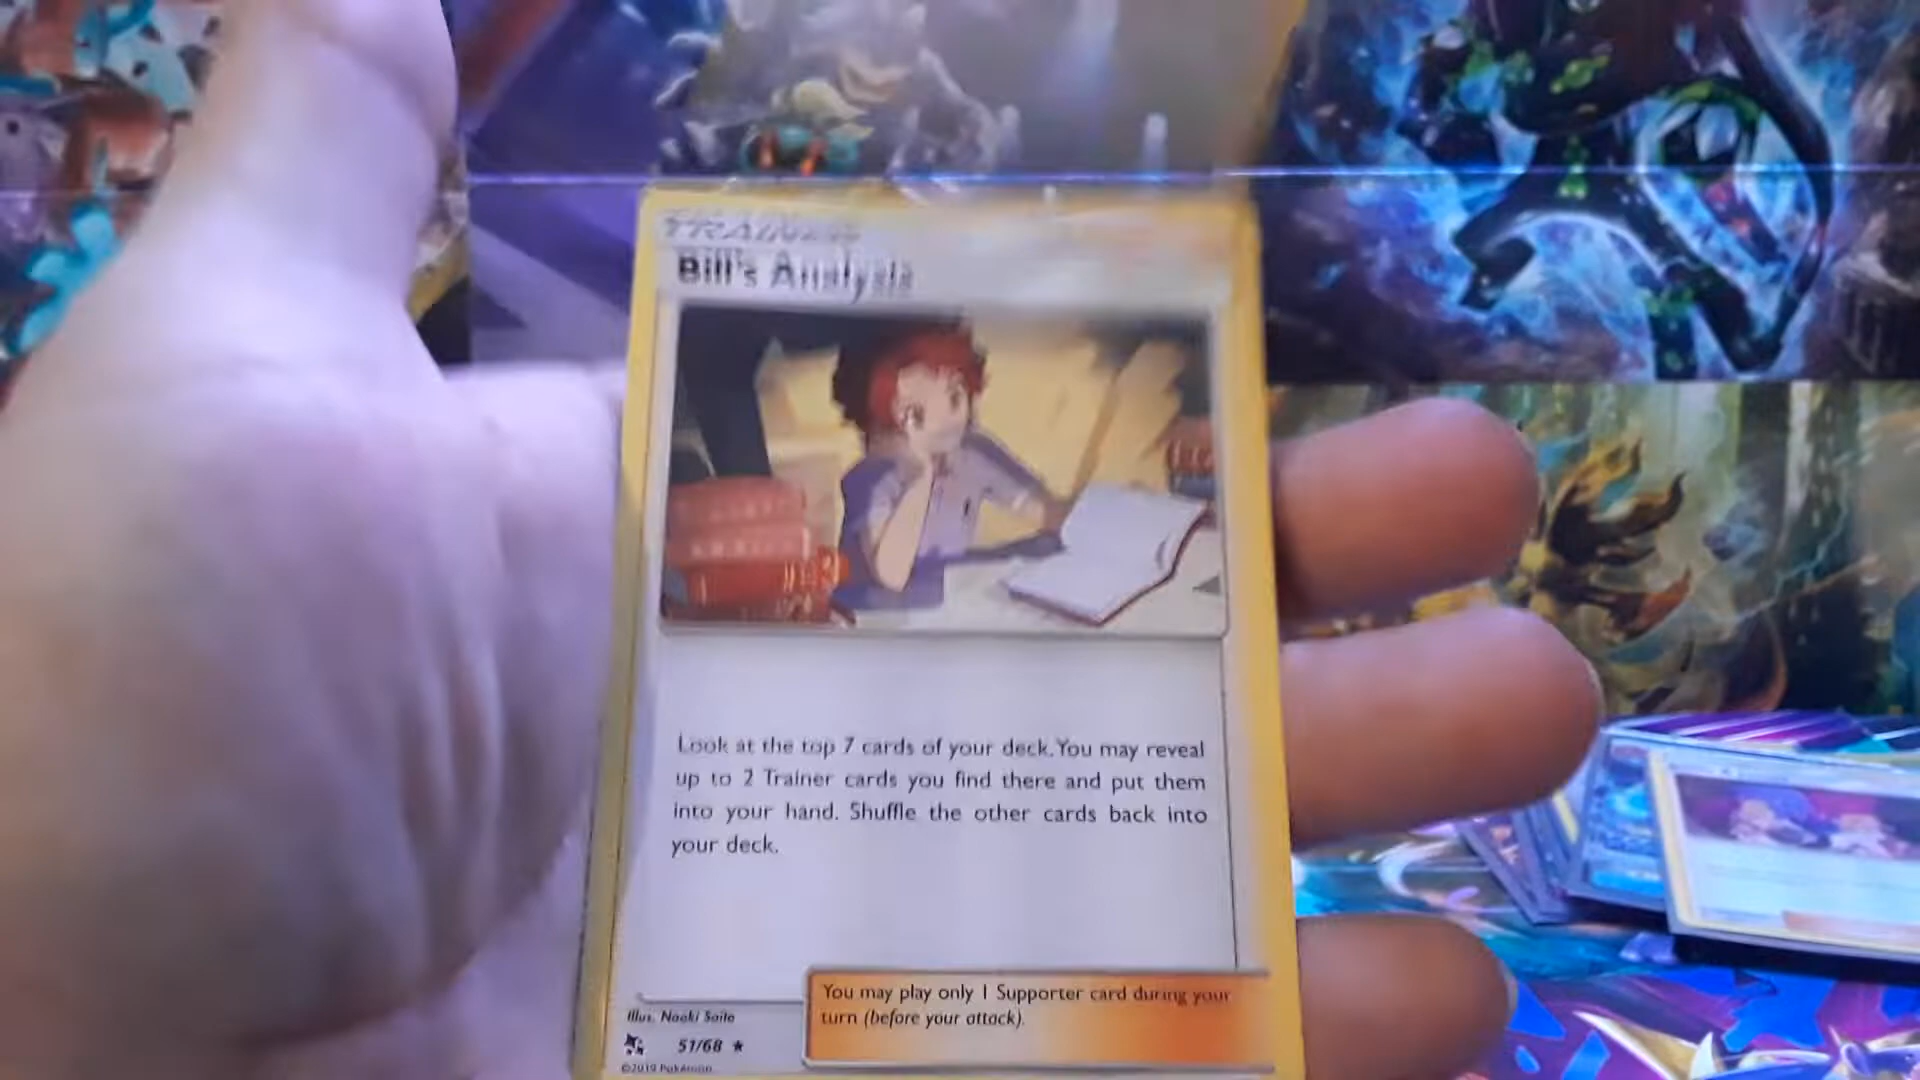 TRAINER
Bill's Analysis
Look at the top 7 cards of your deck. You may reveal
up to 2 Trainer cards you find there and put them
into your hand. Shuffle the other cards back into
your deck.
You may play only 1 Supporter card during your
turn (before your attack).
Illus. Naoki Saito
51/68 ★
©2019 Pokémon